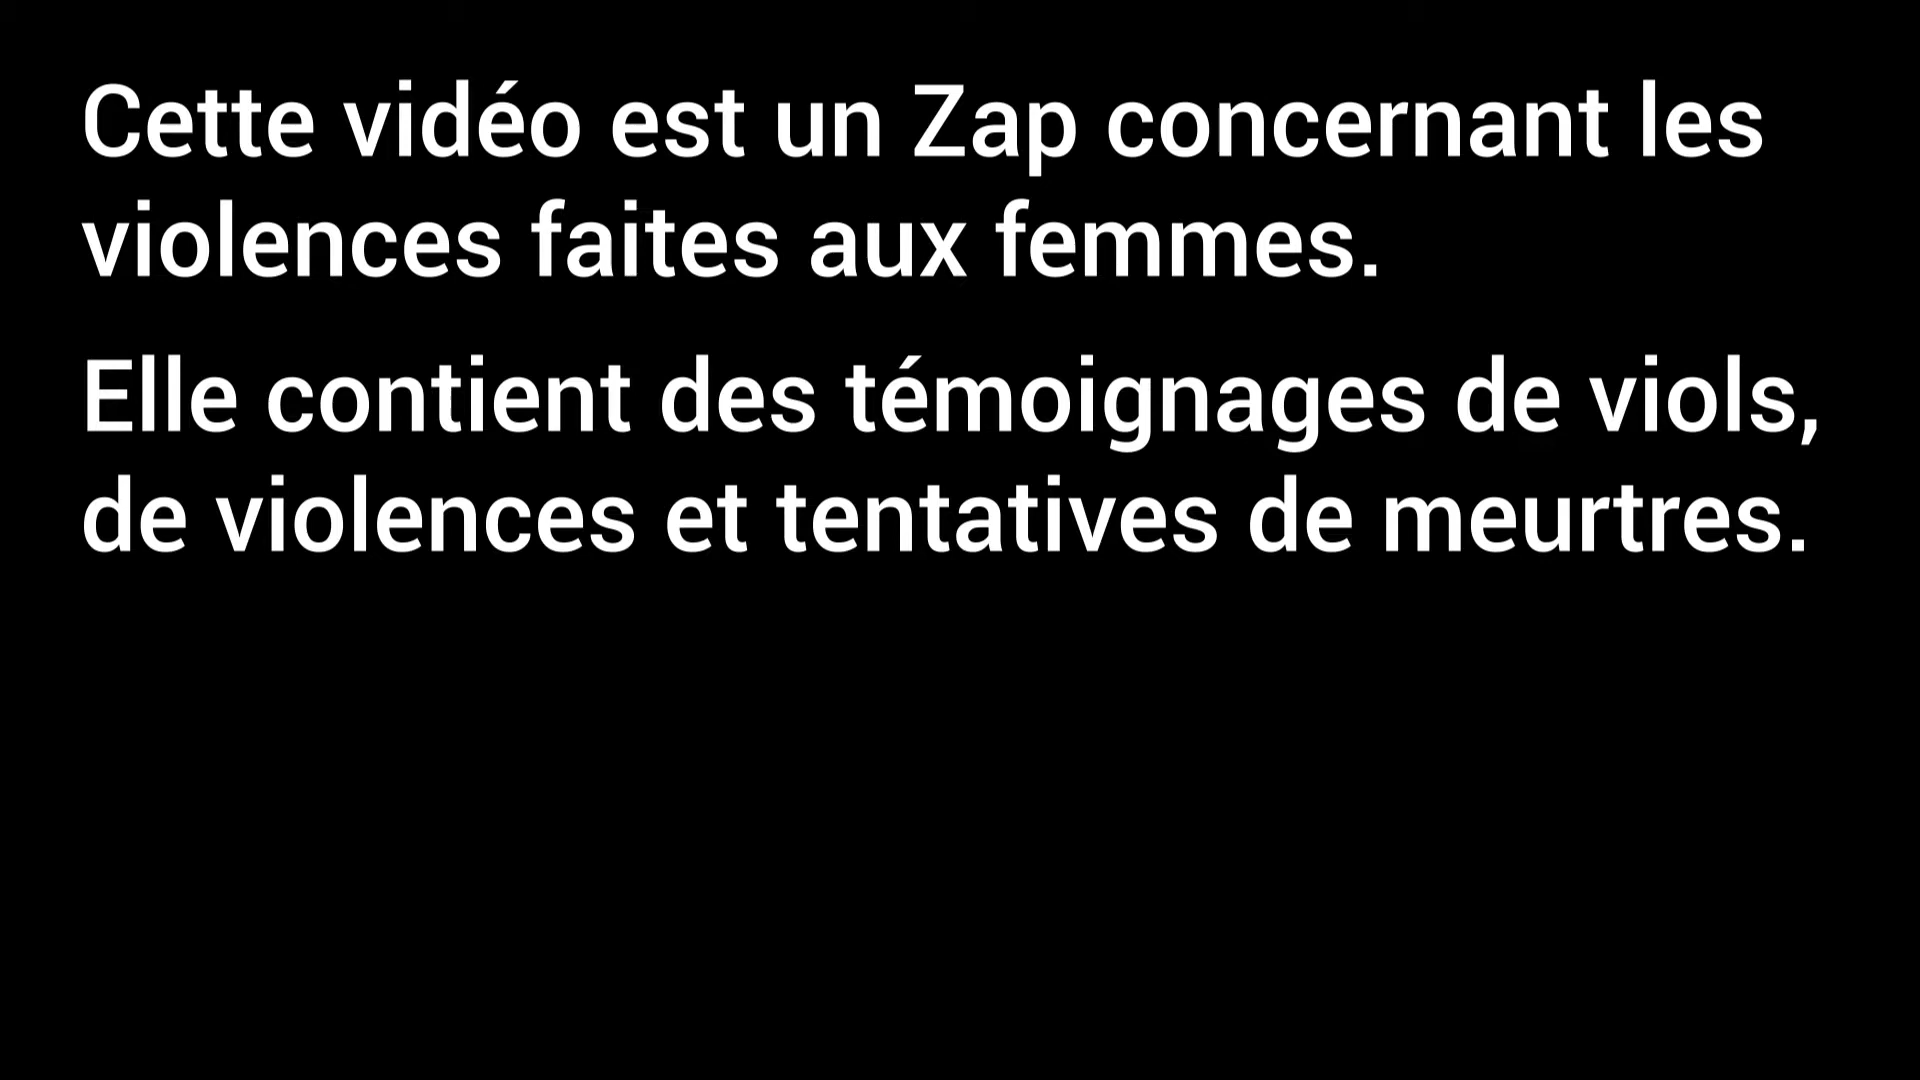 Cette vidéo est un Zap concernant les
violences faites aux femmes.
Elle contient des témoignages de viols,
de violences et tentatives de meurtres.